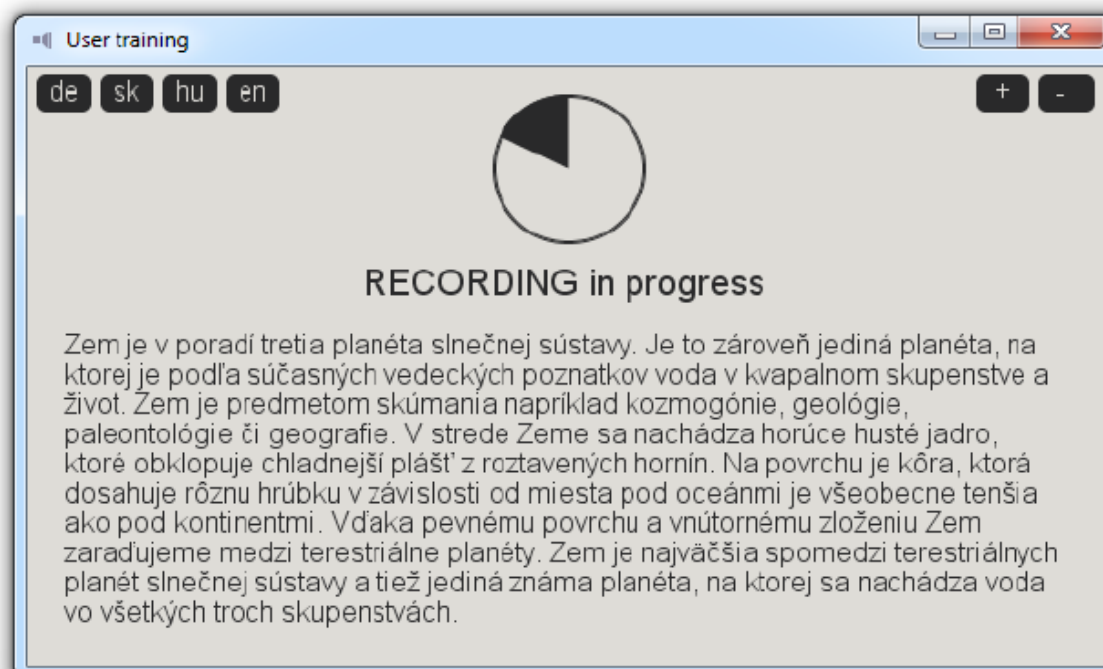 User training
de sk hu en + -
RECORDING in progress
Zem je v poradí tretia planéta slnečnej sústavy. Je to zároveň jediná planéta, na
ktorej je podľa súčasných vedeckých poznatkov voda v kvapalnom skupenstve a
život. Zem je predmetom skúmania napríklad kozmogónie, geológie,
paleontológie či geografie. V strede Zeme sa nachádza horúce husté jadro,
ktoré obklopuje chladnejší plášť z roztavených hornín. Na povrchu je kôra, ktorá
dosahuje rôznu hrúbku v závislosti od miesta pod oceánmi je všeobecne tenšia
ako pod kontinentmi. Vďaka pevnému povrchu a vnútornému zloženiu Zem
zaraďujeme medzi terestriálne planéty. Zem je najväčšia spomedzi terestriálnych
planét slnečnej sústavy a tiež jediná známa planéta, na ktorej sa nachádza voda
vo všetkých troch skupenstvách.